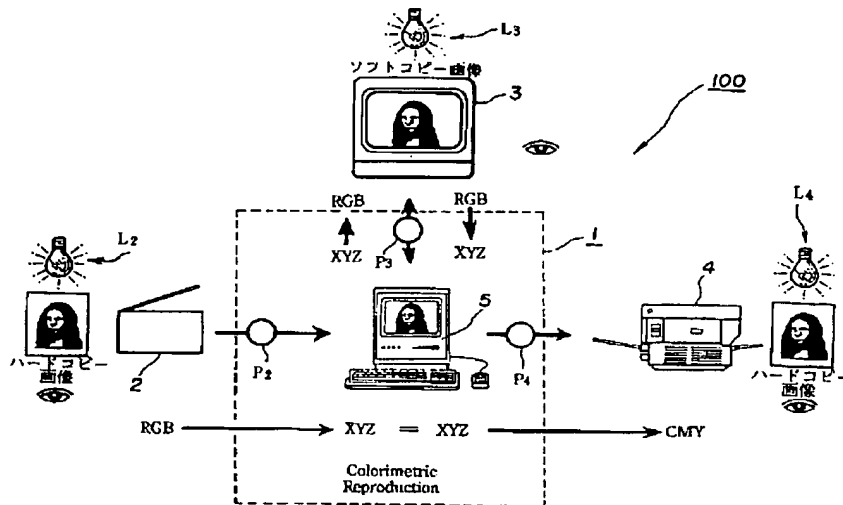 L3
ソフトコピー画像
3
100
RGB
RGB
L4
L2
XYZ
P3
XYZ
1
4
5
2
P2
P4
ハードコピー
画像
ハードコピー
画像
RGB
XYZ = XYZ
CMY
Colorimetric
Reproduction